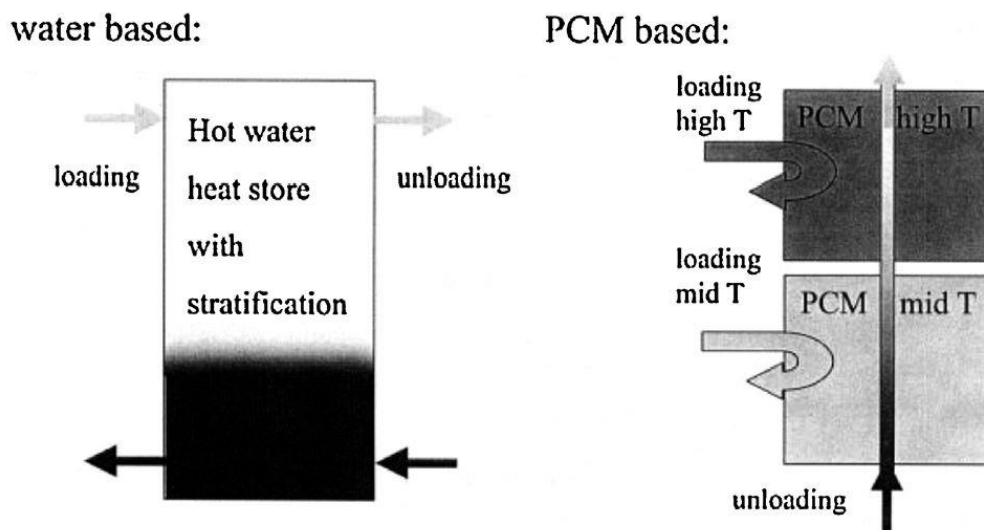 water based:
Hot water
heat store
with
stratification
loading
unloading
PCM based:
loading
high T
PCM high T
loading
mid T
PCM mid T
unloading